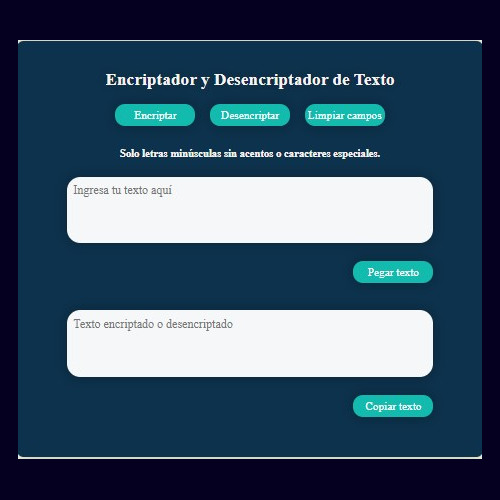 Encriptador y Desencriptador de Texto
Encriptar Desencriptar Limpiar campos
Solo letras minúsculas sin acentos o caracteres especiales.
Ingresa tu texto aquí
Pegar texto
Texto encriptado o desencriptado
Copiar texto